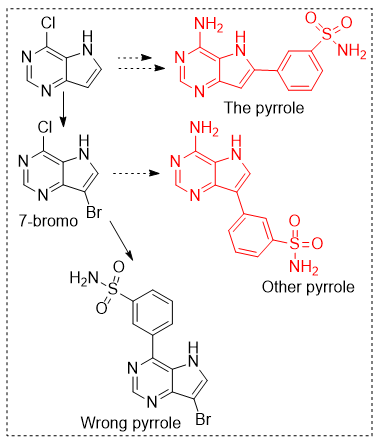 Cl
H
N
N
N
NH2
H
N
N
N
O
O
S
NH2
The pyrrole
Cl
H
N
N
N
Br
7-bromo
NH2
H
N
N
N
O
S
O
NH2
Other pyrrole
O
H2N
S
O
H
N
N
N
Br
Wrong pyrrole